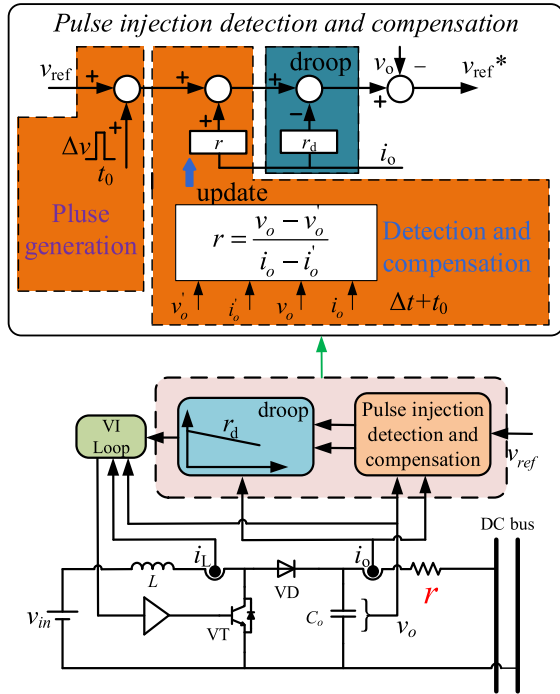 Pulse injection detection and compensation
droop
v_o
v_ref
v_ref*
+
+
+
+
+
−
+
−
Δv
t_0
r
r_d
i_o
update
Pluse
generation
r = (v_o − v_o') / (i_o − i_o')
Detection and
compensation
v_o'
i_o'
v_o
i_o
Δt+t_0
VI
Loop
droop
r_d
Pulse injection
detection and
compensation
v_ref
DC bus
i_L
i_o
L
VD
r
v_in
VT
C_o
v_o